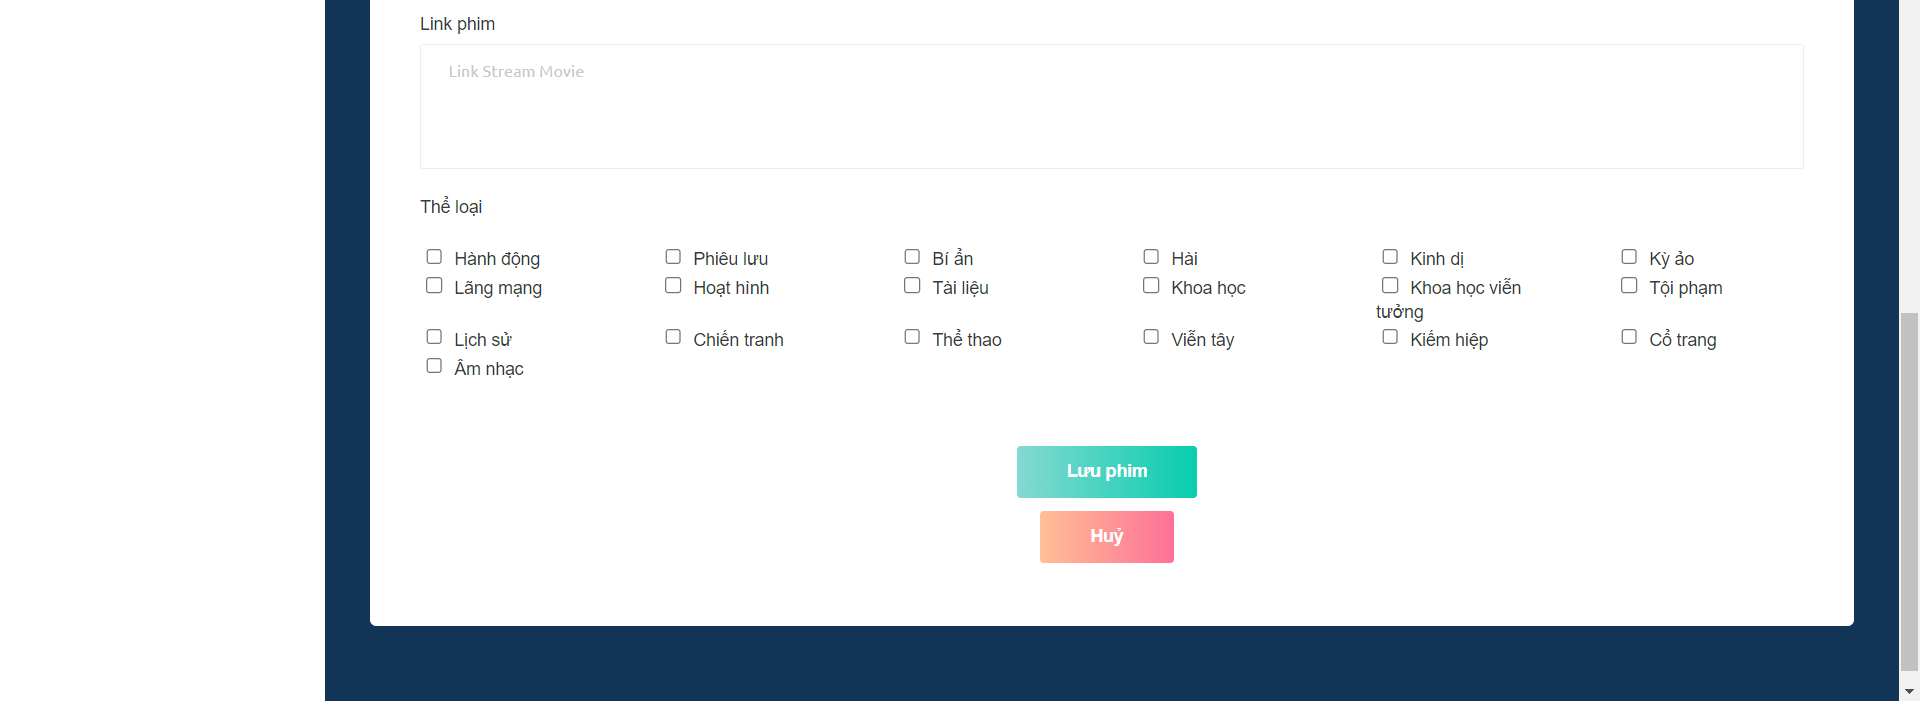 Link phim
Link Stream Movie
Thể loại
Hành động Phiêu lưu Bí ẩn Hài Kinh dị Kỳ ảo
Lãng mạng Hoạt hình Tài liệu Khoa học Khoa học viễn Tội phạm
tưởng
Lịch sử Chiến tranh Thể thao Viễn tây Kiếm hiệp Cổ trang
Âm nhạc
Lưu phim
Huỷ